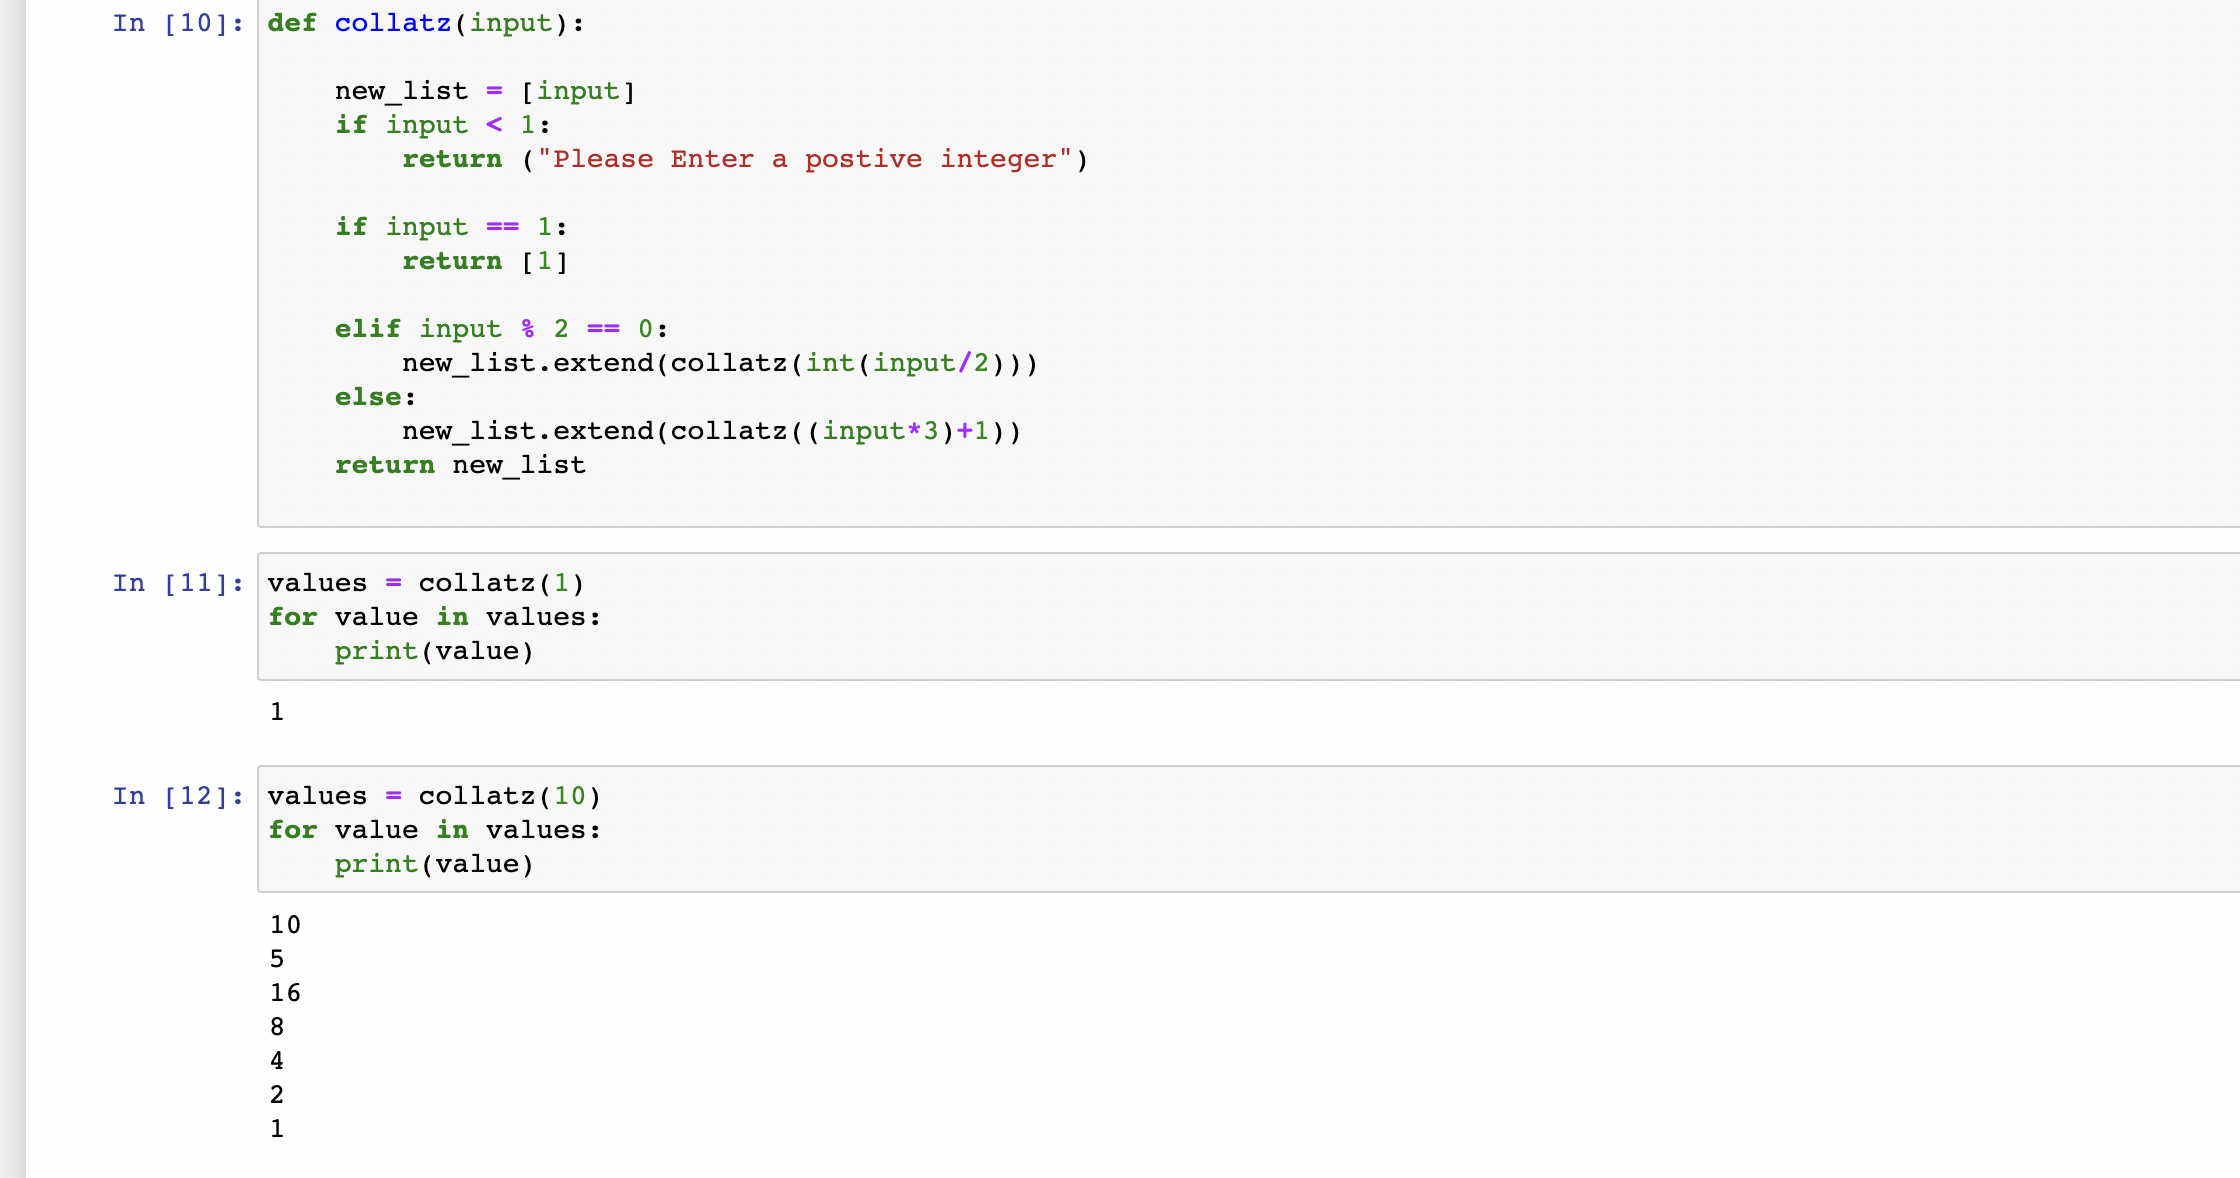 In [10]: def collatz(input):
    new_list = [input]
    if input < 1:
        return ("Please Enter a postive integer")
    if input == 1:
        return [1]
    elif input % 2 == 0:
        new_list.extend(collatz(int(input/2)))
    else:
        new_list.extend(collatz((input*3)+1))
    return new_list
In [11]: values = collatz(1)
for value in values:
    print(value)
1
In [12]: values = collatz(10)
for value in values:
    print(value)
10
5
16
8
4
2
1